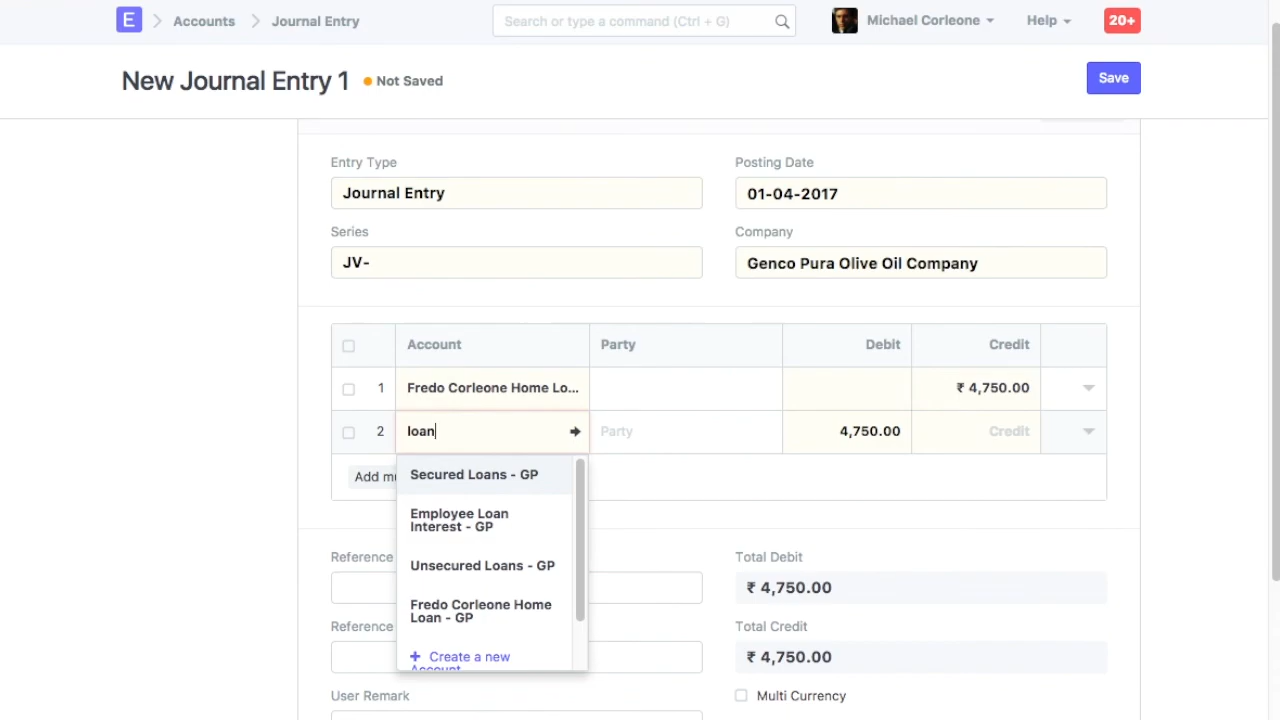 E Accounts Journal Entry Search or type a command (Ctrl + G) Michael Corleone Help 20+
New Journal Entry 1 Not Saved Save
Entry Type Posting Date
Journal Entry 01-04-2017
Series Company
JV- Genco Pura Olive Oil Company
Account Party Debit Credit
1 Fredo Corleone Home Lo... ₹ 4,750.00
2 loan Party 4,750.00 Credit
Add mu
Secured Loans - GP
Employee Loan
Interest - GP
Unsecured Loans - GP
Fredo Corleone Home
Loan - GP
+ Create a new
Account
Reference Total Debit
₹ 4,750.00
Reference Total Credit
₹ 4,750.00
User Remark Multi Currency